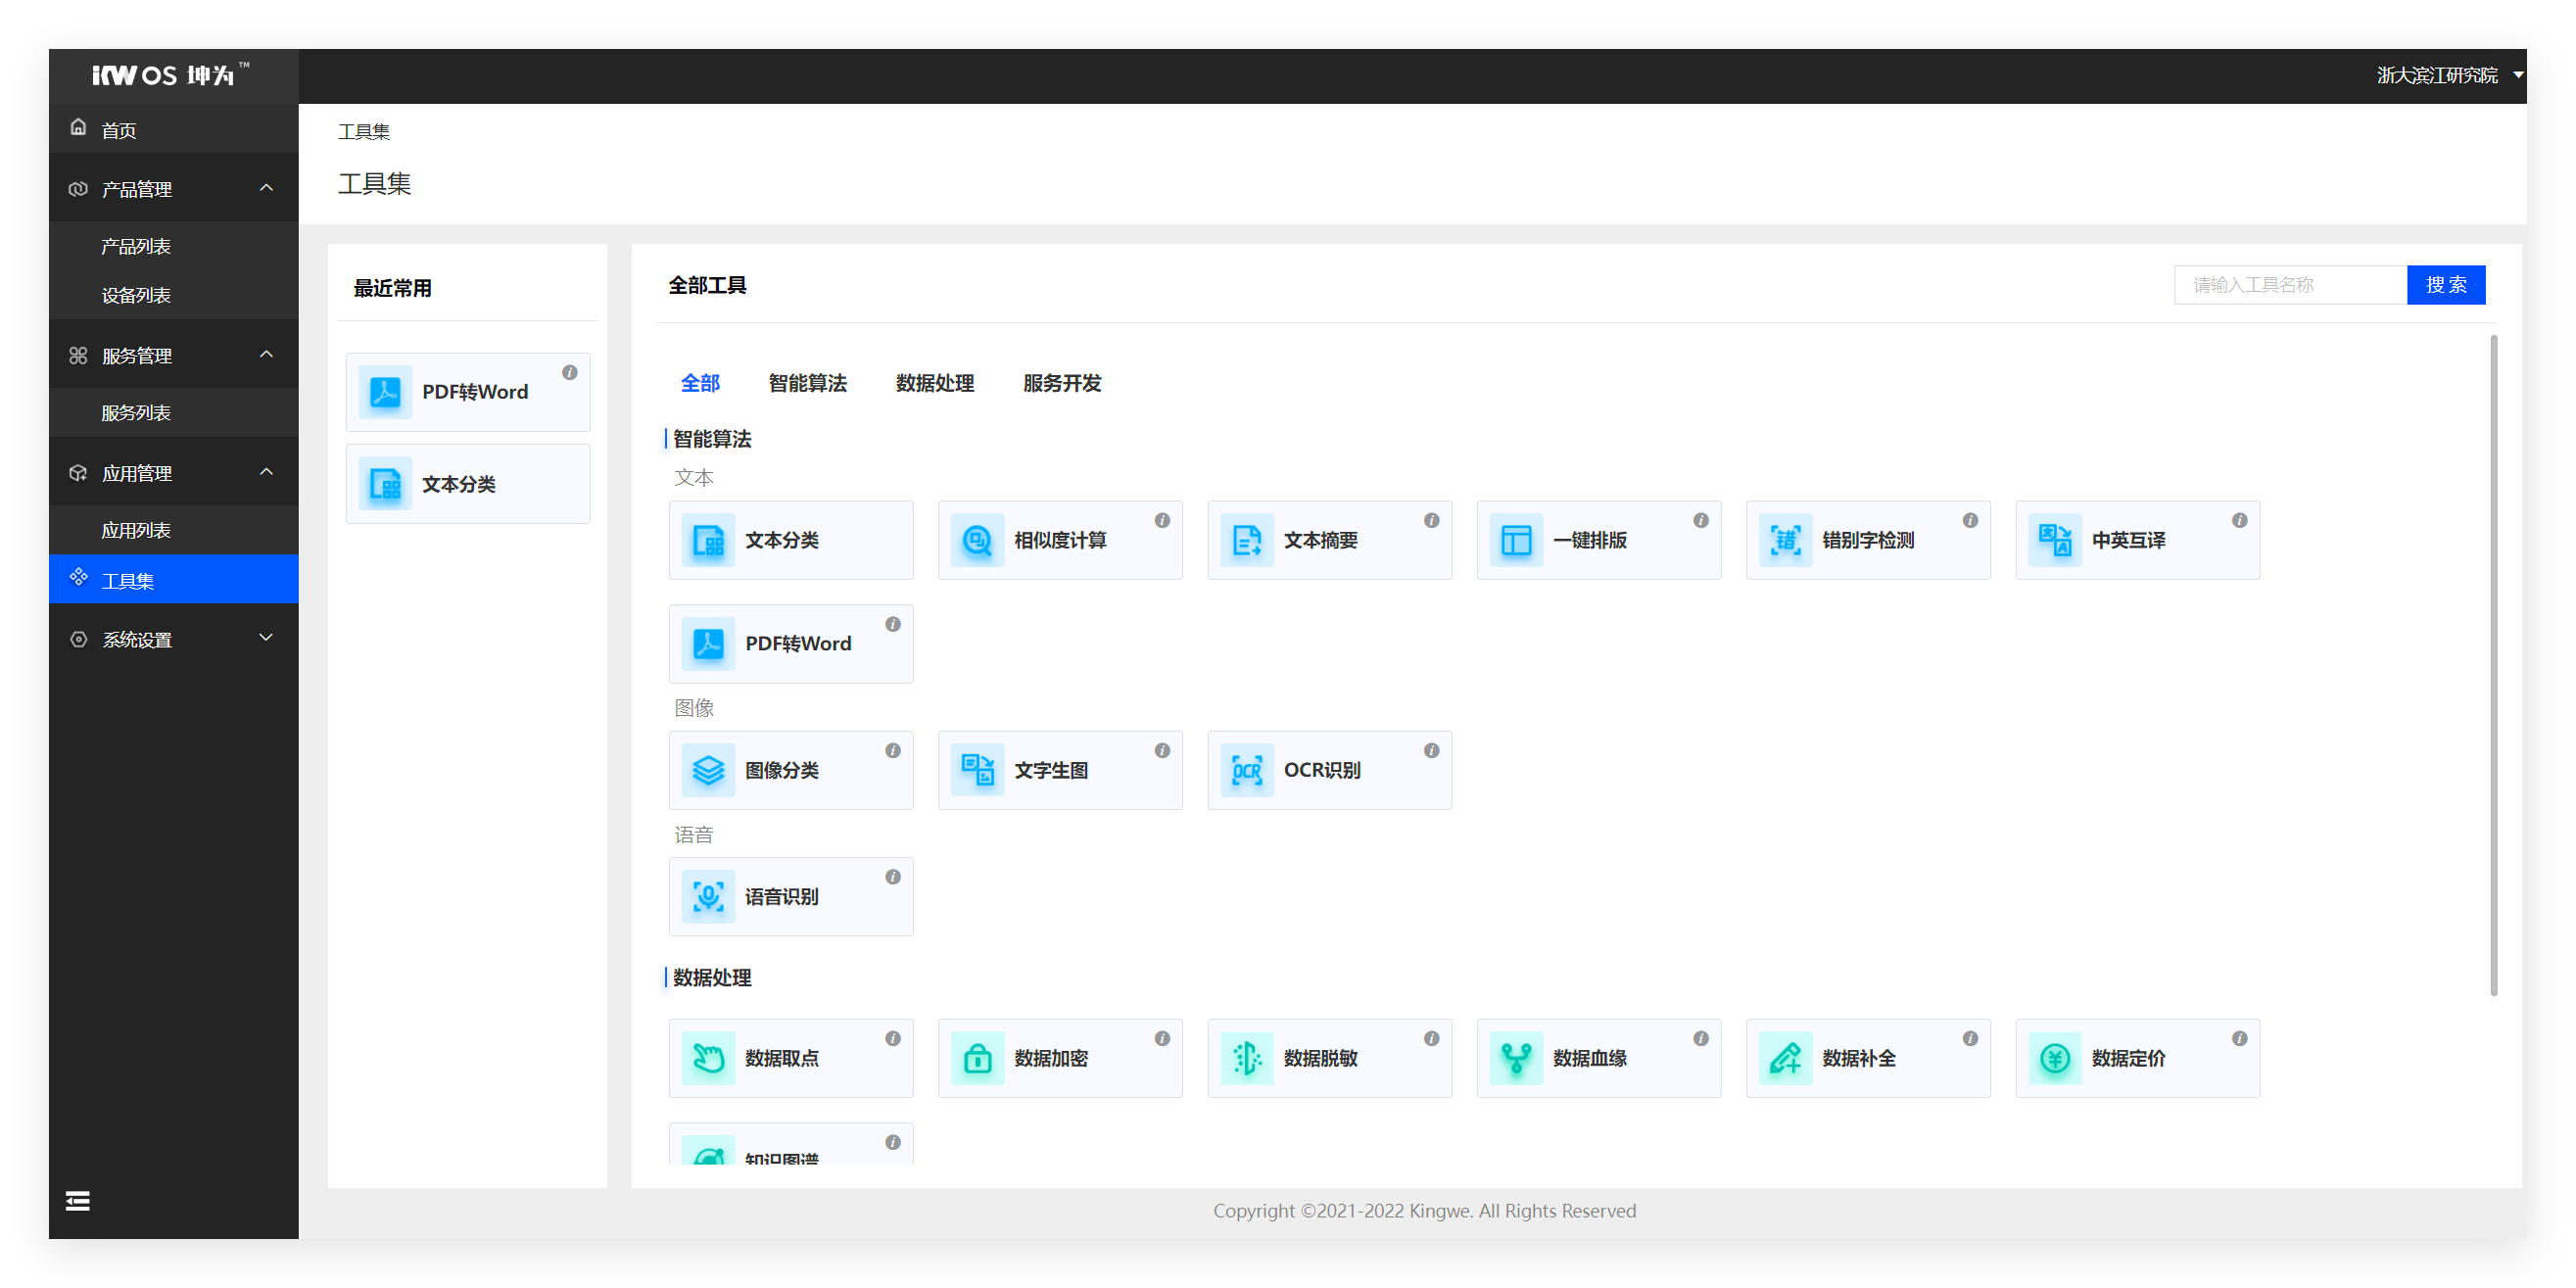 iKW OS 坤为™
浙大滨江研究院
首页
产品管理
产品列表
设备列表
服务管理
服务列表
应用管理
应用列表
工具集
系统设置
工具集
工具集
最近常用
PDF转Word
文本分类
全部工具
请输入工具名称
搜 索
全部 智能算法 数据处理 服务开发
智能算法
文本
文本分类 相似度计算 文本摘要 一键排版 错别字检测 中英互译
PDF转Word
图像
图像分类 文字生图 OCR识别
语音
语音识别
数据处理
数据取点 数据加密 数据脱敏 数据血缘 数据补全 数据定价
知识图谱
Copyright ©2021-2022 Kingwe. All Rights Reserved